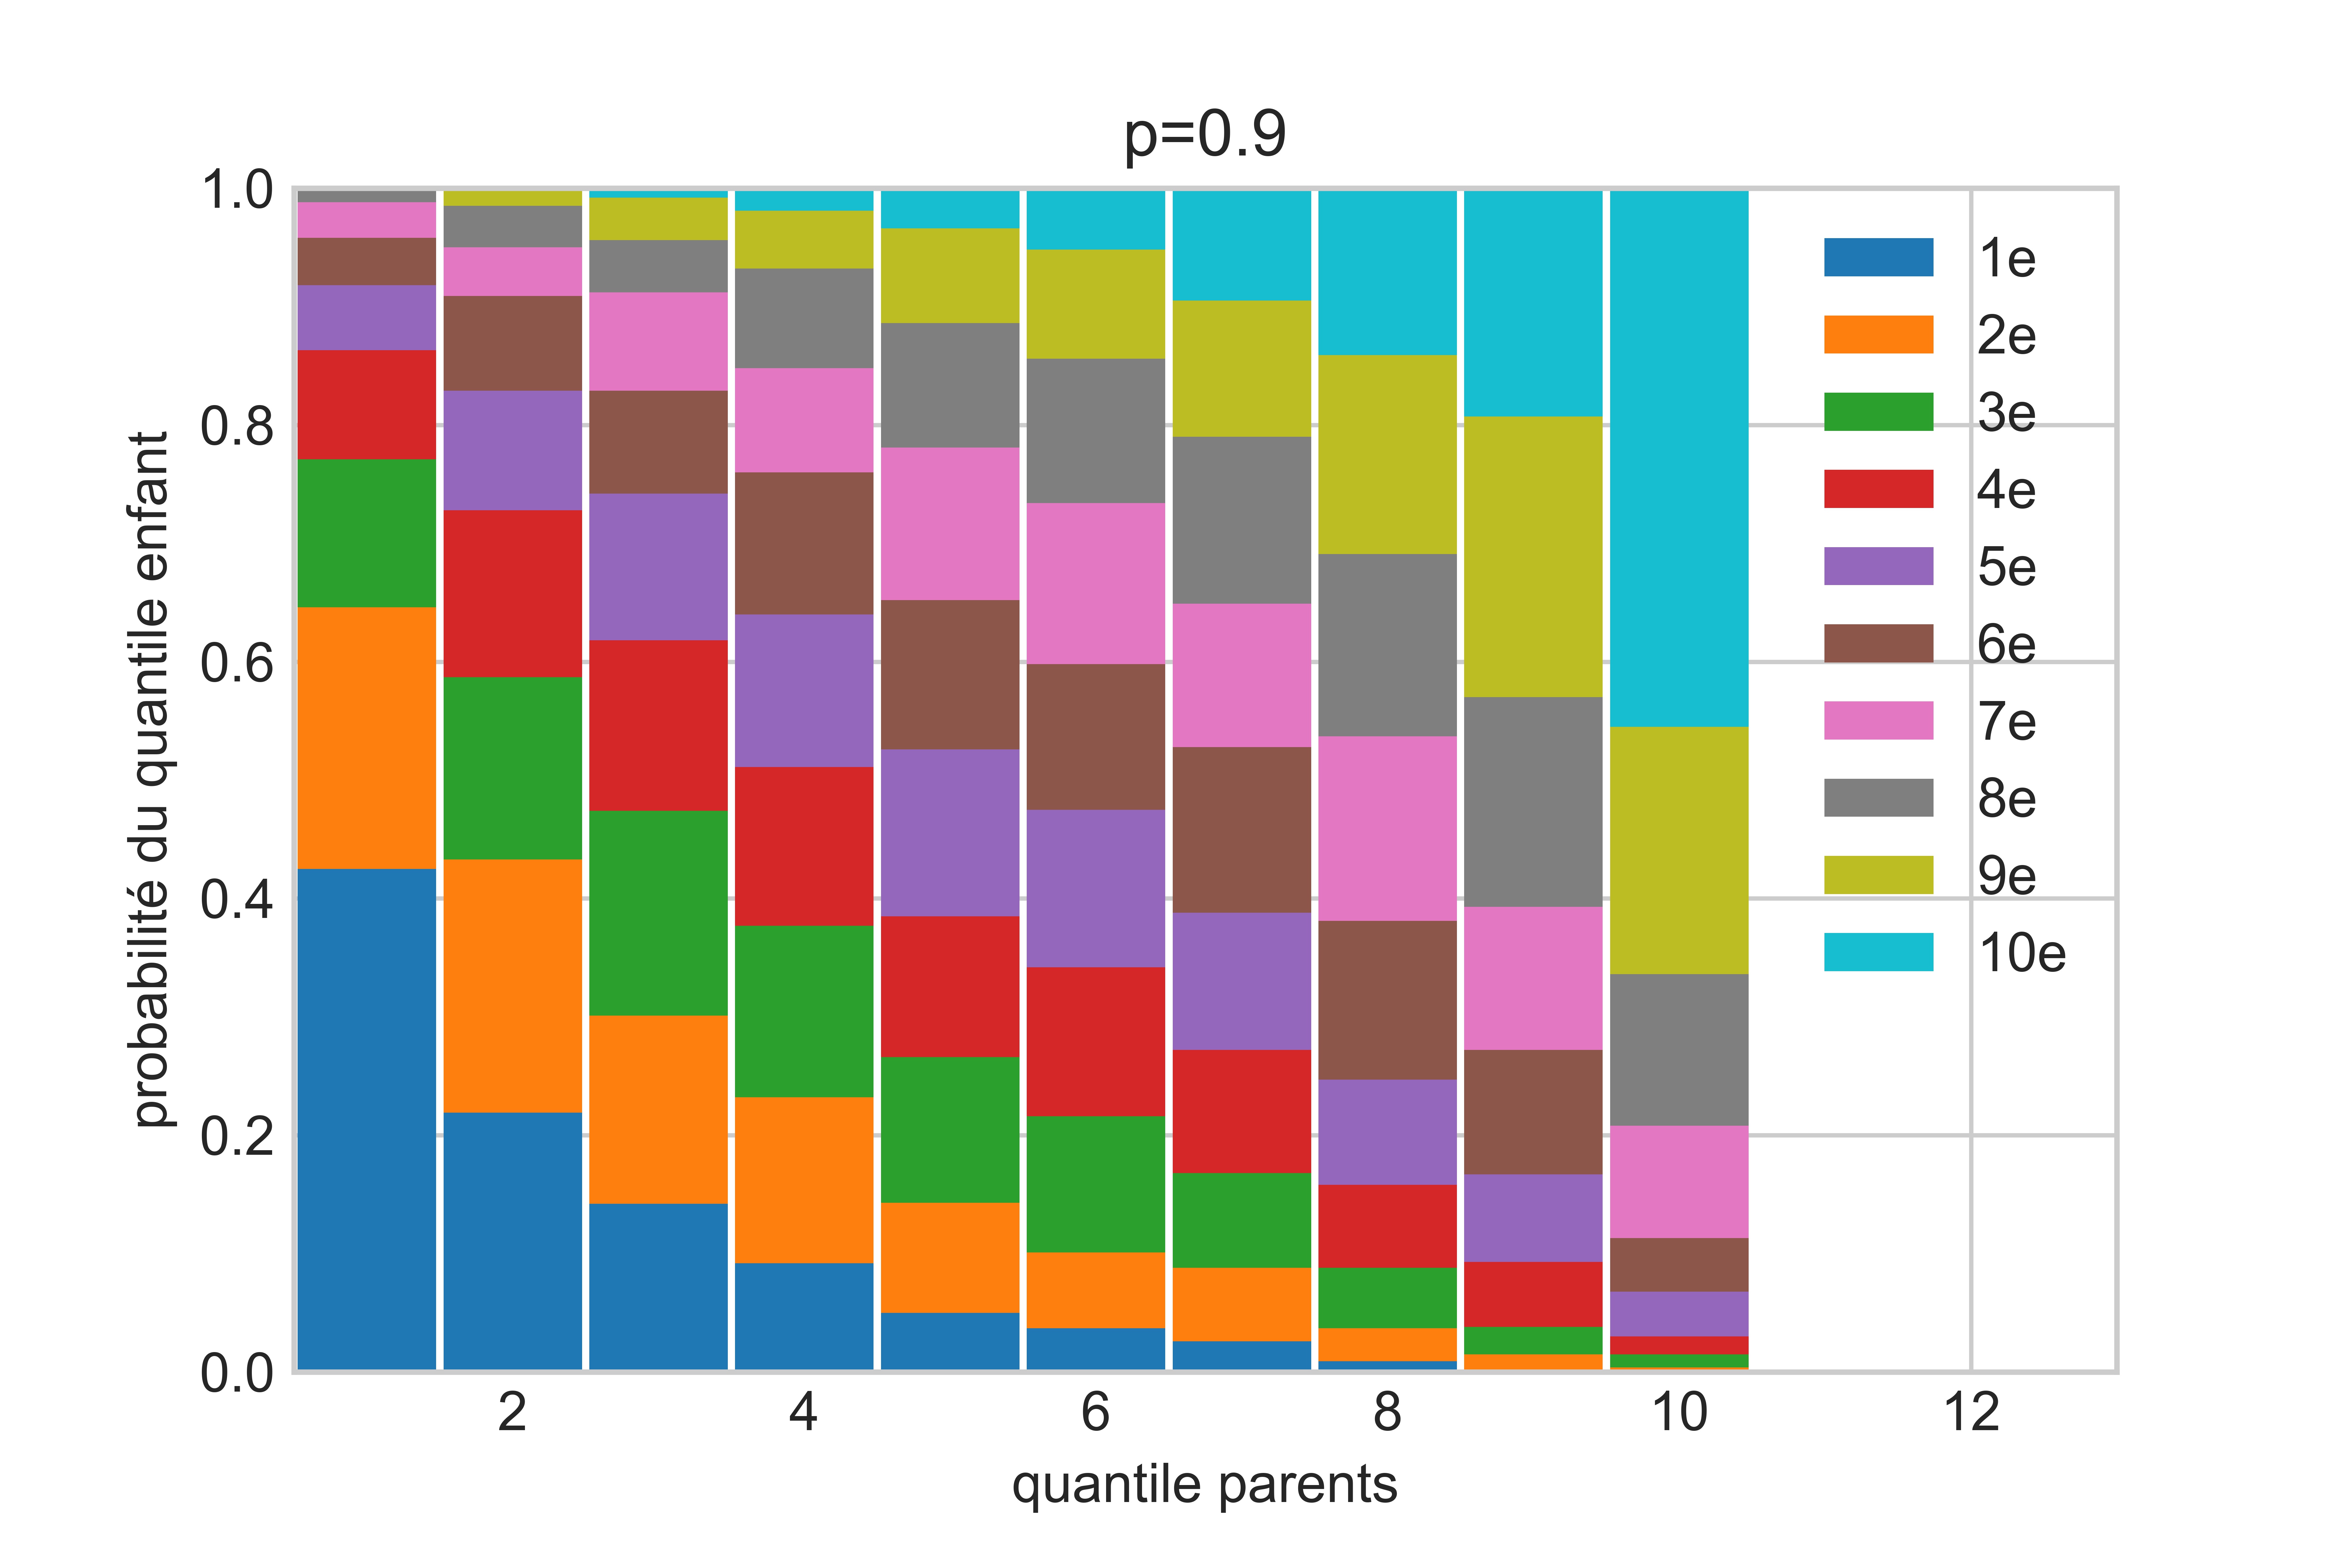 p=0.9
1.0
0.8
0.6
0.4
0.2
0.0
probabilité du quantile enfant
2 4 6 8 10 12
quantile parents
1e
2e
3e
4e
5e
6e
7e
8e
9e
10e